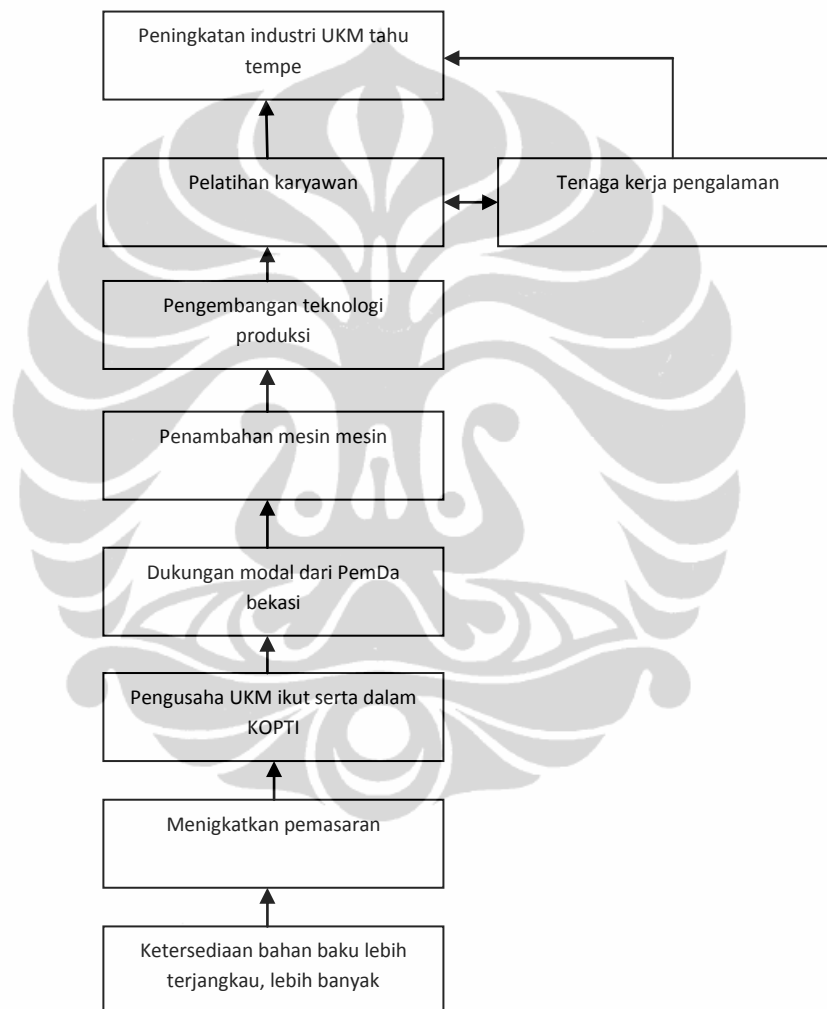 Peningkatan industri UKM tahu
tempe
Pelatihan karyawan
Tenaga kerja pengalaman
Pengembangan teknologi
produksi
Penambahan mesin mesin
Dukungan modal dari PemDa
bekasi
Pengusaha UKM ikut serta dalam
KOPTI
Menigkatkan pemasaran
Ketersediaan bahan baku lebih
terjangkau, lebih banyak